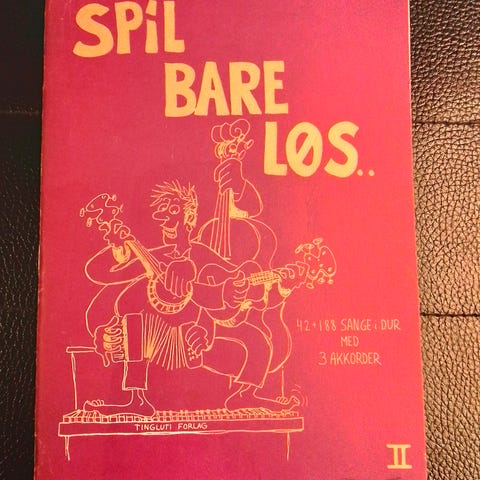 SPiL
BARE
LØS..
42+188 SANGE i DUR
MED
3 AKKORDER
TINGLUTI FORLAG
II